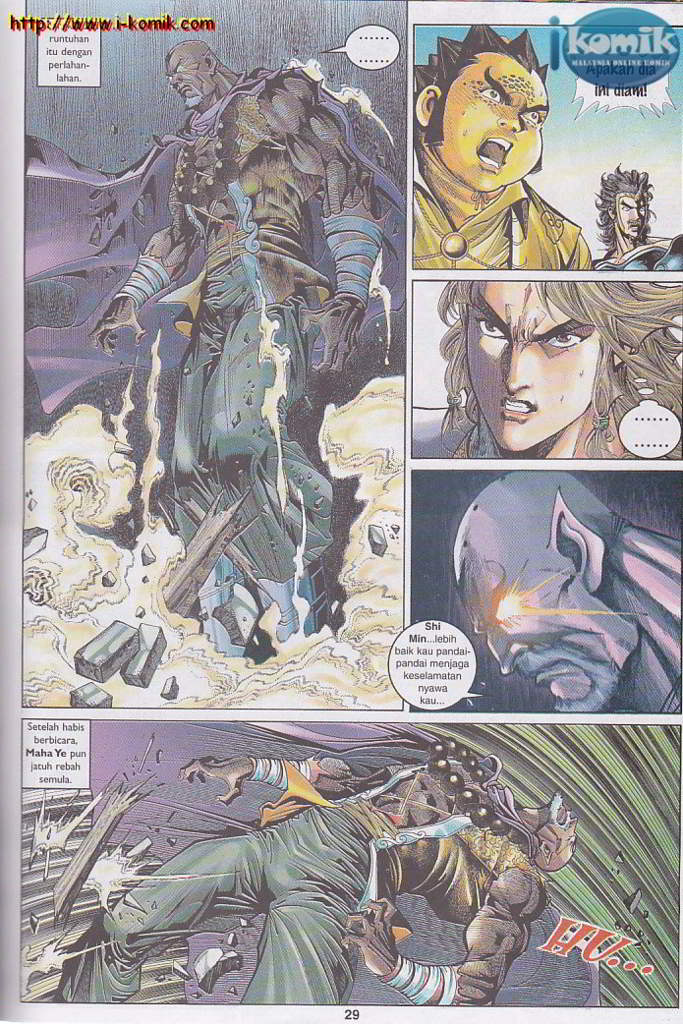 http://www.i-komik.com
runtuhan
itu dengan
perlahan-
lahan.
........
........
ikomik
MALAYSIA ONLINE KOMIK
Apakah dia
ini diam!
......
......
Shi
Min...lebih
baik kau pandai-
pandai menjaga
keselamatan
nyawa
kau...
Setelah habis
berbicara,
Maha Ye pun
jatuh rebah
semula.
HU...
29